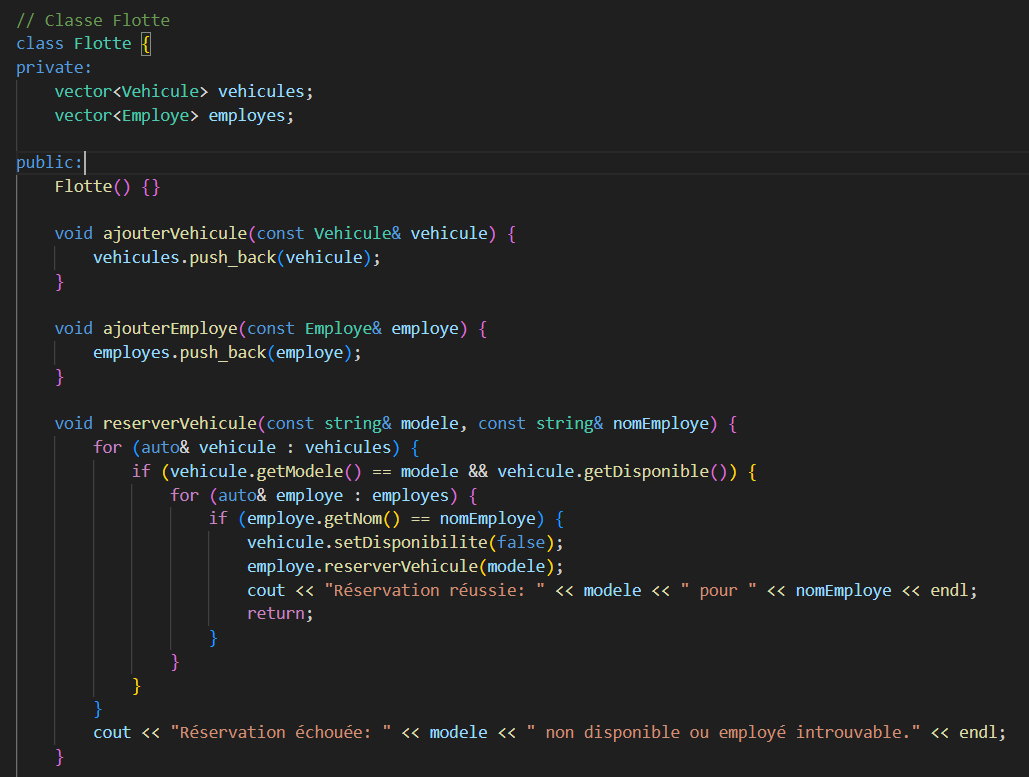 // Classe Flotte
class Flotte {
private:
    vector<Vehicule> vehicules;
    vector<Employe> employes;

public:
    Flotte() {}

    void ajouterVehicule(const Vehicule& vehicule) {
        vehicules.push_back(vehicule);
    }

    void ajouterEmploye(const Employe& employe) {
        employes.push_back(employe);
    }

    void reserverVehicule(const string& modele, const string& nomEmploye) {
        for (auto& vehicule : vehicules) {
            if (vehicule.getModele() == modele && vehicule.getDisponible()) {
                for (auto& employe : employes) {
                    if (employe.getNom() == nomEmploye) {
                        vehicule.setDisponibilite(false);
                        employe.reserverVehicule(modele);
                        cout << "Réservation réussie: " << modele << " pour " << nomEmploye << endl;
                        return;
                    }
                }
            }
        }
        cout << "Réservation échouée: " << modele << " non disponible ou employé introuvable." << endl;
    }